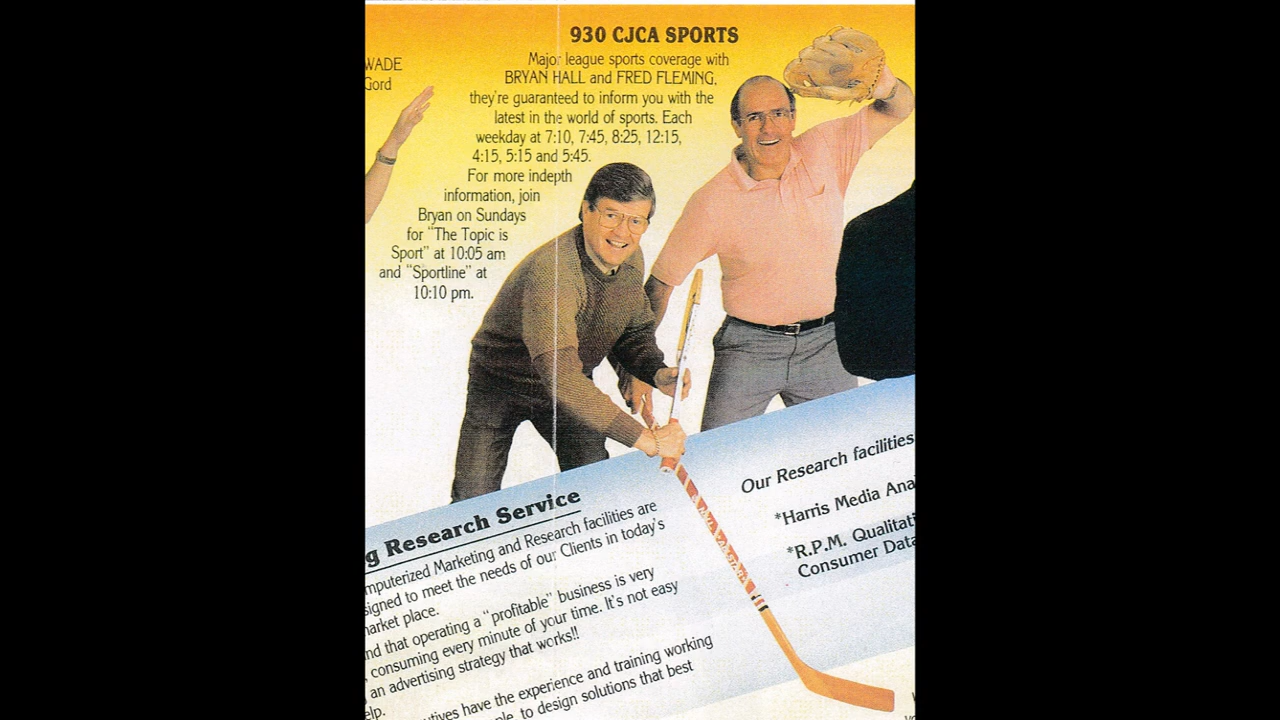 930 CJCA SPORTS
Major league sports coverage with
BRYAN HALL and FRED FLEMING,
they're guaranteed to inform you with the
latest in the world of sports. Each
weekday at 7:10, 7:45, 8:25, 12:15,
4:15, 5:15 and 5:45.
For more indepth
information, join
Bryan on Sundays
for "The Topic is
Sport" at 10:05 am
and "Sportline" at
10:10 pm.
WADE
Gord
g Research Service
mputerized Marketing and Research facilities are
signed to meet the needs of our Clients in today's
arket place.
nd that operating a "profitable" business is very
, consuming every minute of your time. It's not easy
an advertising strategy that works!!
elp.
utives have the experience and training working
ple, to design solutions that best
Our Research facilities
*Harris Media Ana
*R.P.M. Qualitati
Consumer Data